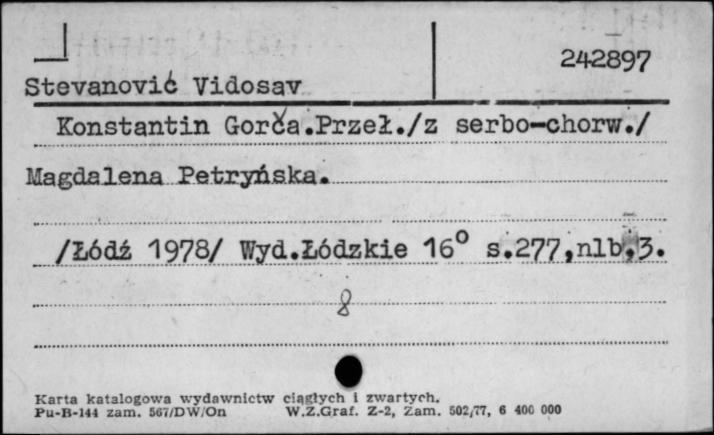 242897
Stevanović Vidosav
Konstantin Gorča.Przeł./z serbo-chorw./
Magdalena Petryńska.
/Łódź 1978/ Wyd.Łódzkie 16° s.277,nlb.3.
8
Karta katalogowa wydawnictw ciągłych i zwartych.
Pu-B-144 zam. 567/DW/On W.Z.Graf. Z-2, Zam. 502/77, 6 400 000